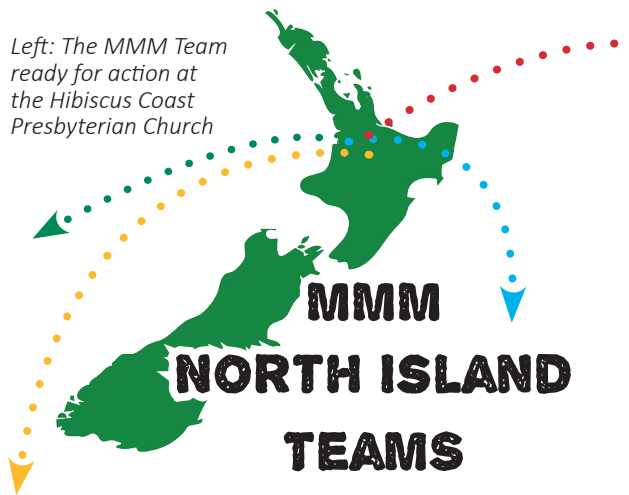 Left: The MMM Team
ready for action at
the Hibiscus Coast
Presbyterian Church
MMM
NORTH ISLAND
TEAMS